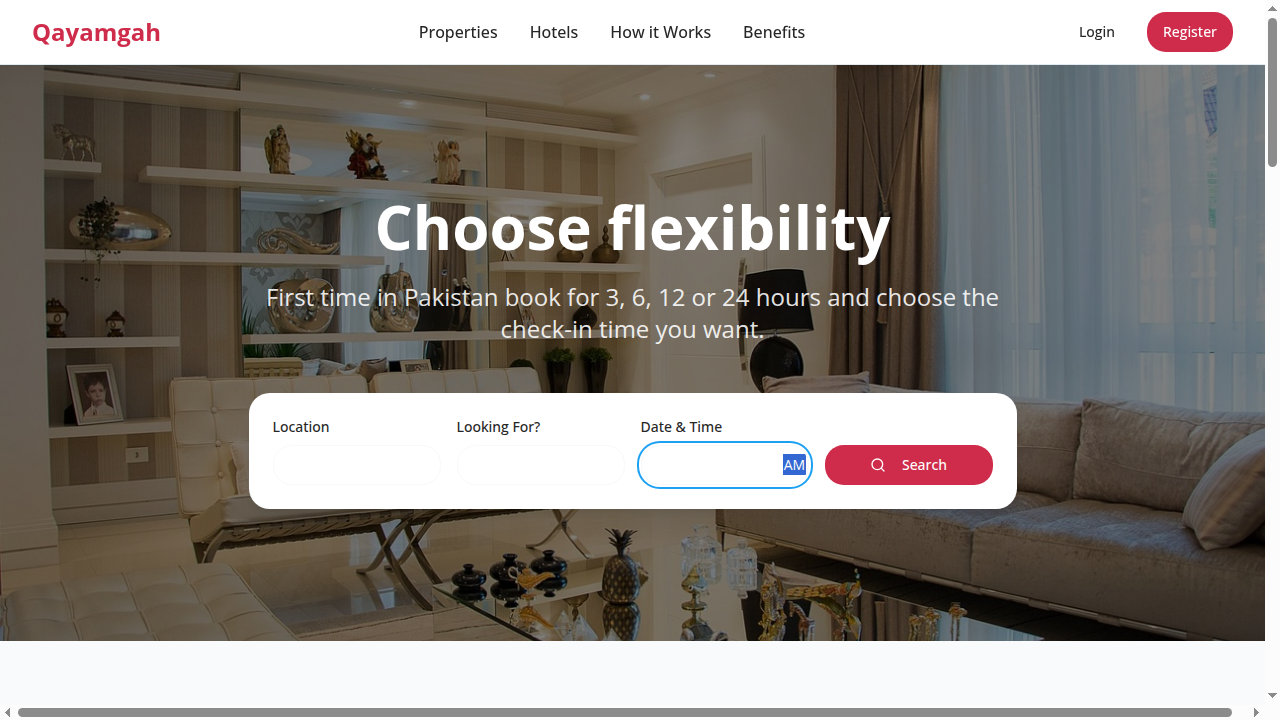 Qayamgah
Properties
Hotels
How it Works
Benefits
Login
Register
Choose flexibility
First time in Pakistan book for 3, 6, 12 or 24 hours and choose the
check-in time you want.
Location
Looking For?
Date & Time
AM
Search